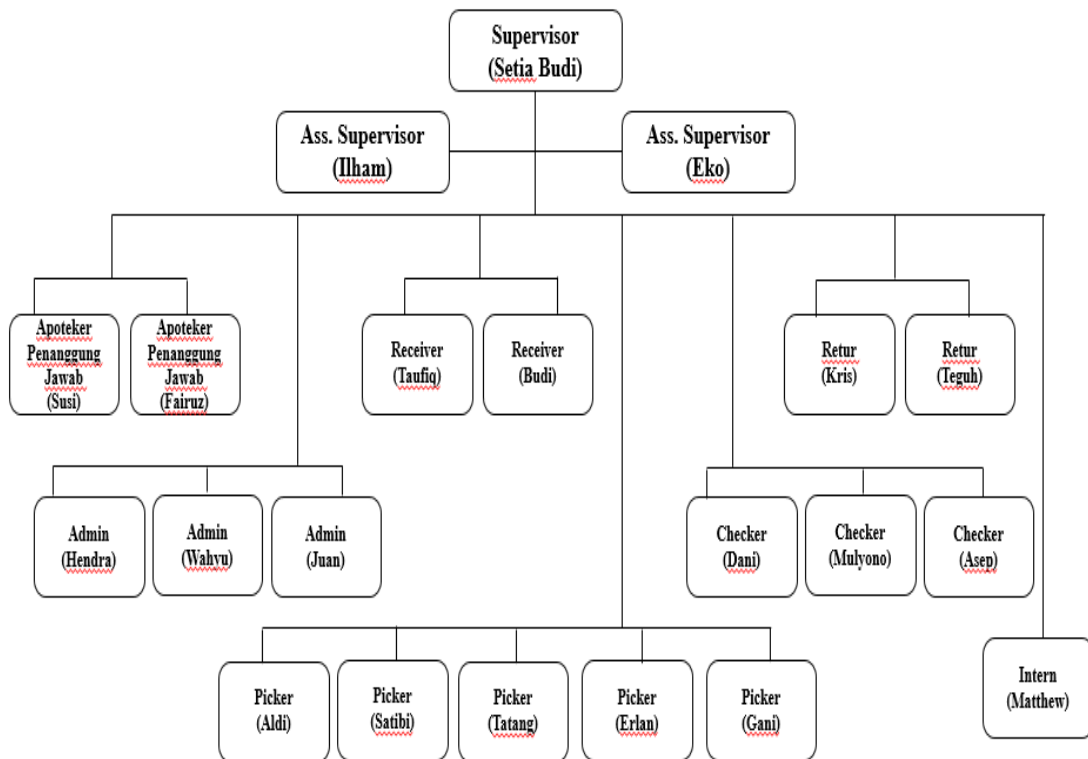 Supervisor
(Setia Budi)
Ass. Supervisor
(Ilham)
Ass. Supervisor
(Eko)
Apoteker
Penanggung
Jawab
(Susi)
Apoteker
Penanggung
Jawab
(Fairuz)
Receiver
(Taufiq)
Receiver
(Budi)
Retur
(Kris)
Retur
(Teguh)
Admin
(Hendra)
Admin
(Wahyu)
Admin
(Juan)
Checker
(Dani)
Checker
(Mulyono)
Checker
(Asep)
Picker
(Aldi)
Picker
(Satibi)
Picker
(Tatang)
Picker
(Erlan)
Picker
(Gani)
Intern
(Matthew)